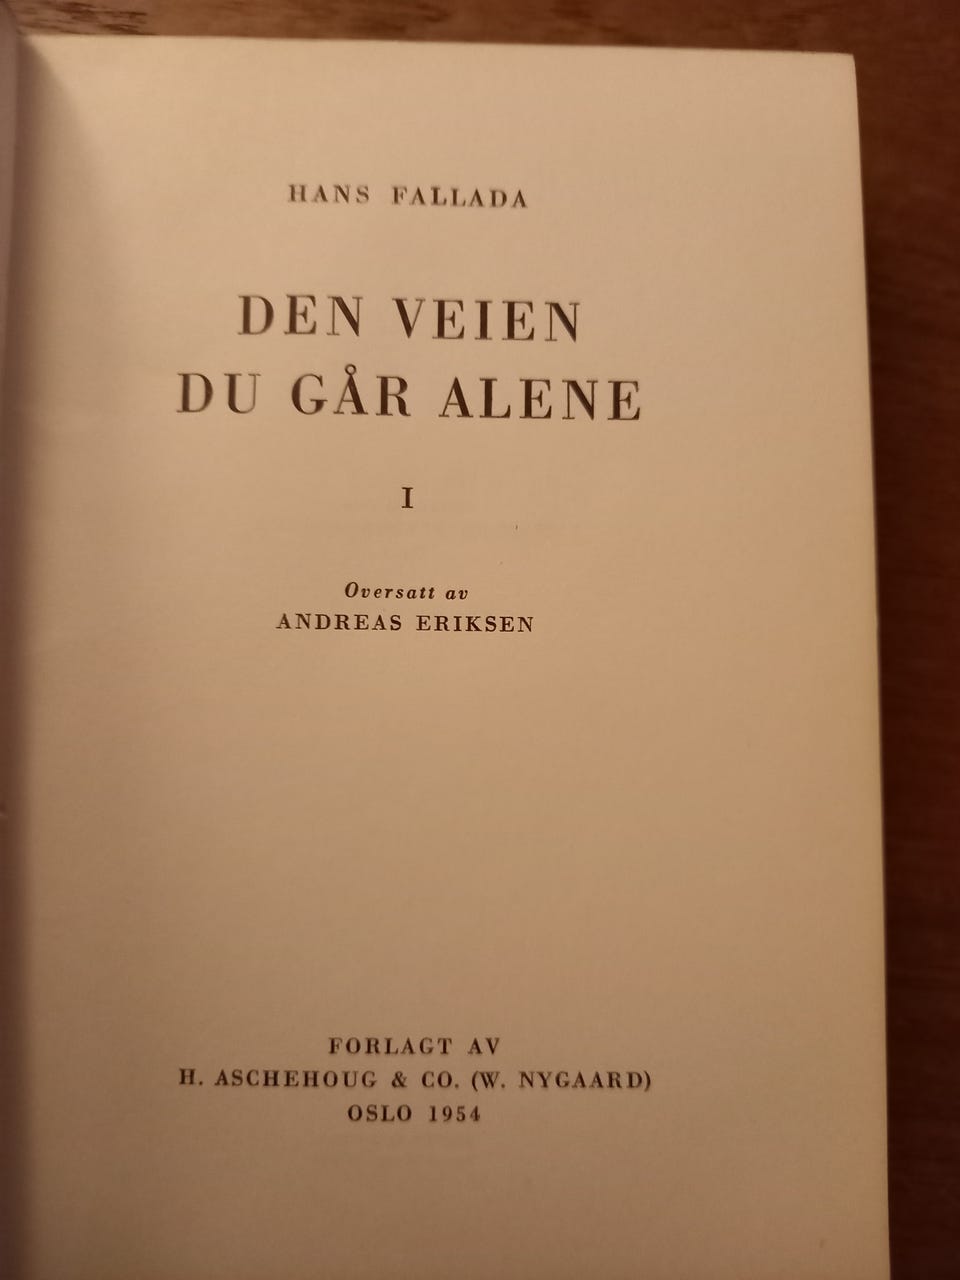 HANS FALLADA
DEN VEIEN
DU GÅR ALENE
I
Oversatt av
ANDREAS ERIKSEN
FORLAGT AV
H. ASCHEHOUG & CO. (W. NYGAARD)
OSLO 1954